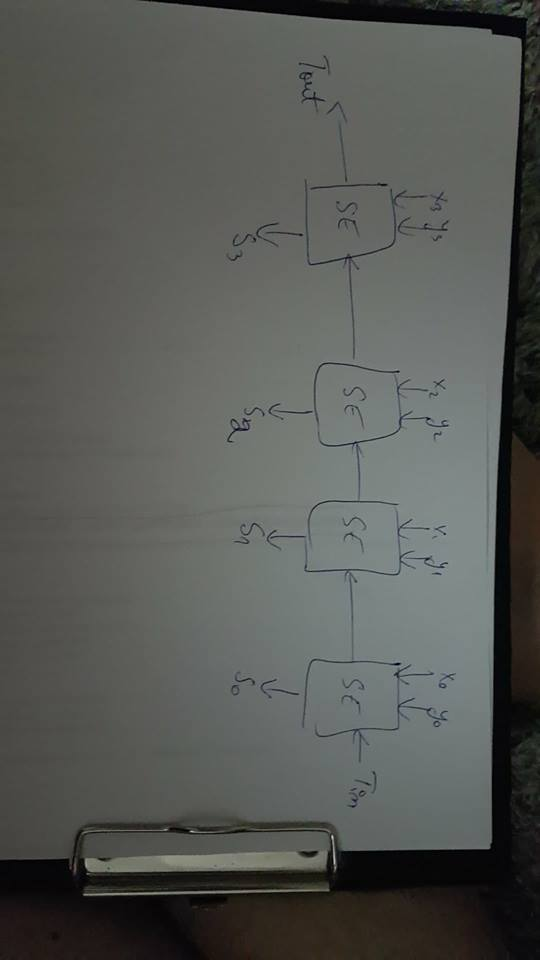 x3 y3 x2 y2 x1 y1 x0 y0
Tout SE SE SE SE Tin
S3 S2 S1 S0